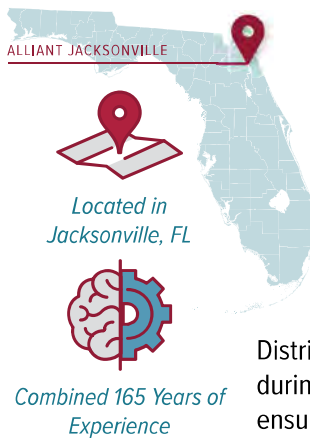 ALLIANT JACKSONVILLE
Located in
Jacksonville, FL
Combined 165 Years of
Experience